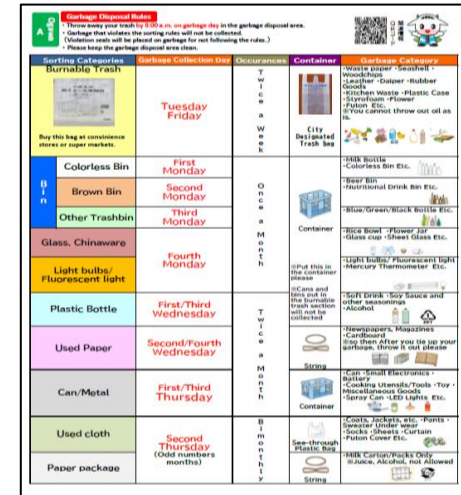 A
Garbage Disposal Rules
・Throw away your trash by 8:00 a.m. on garbage day in the garbage disposal area.
・Garbage that violates the sorting rules will not be collected.
(Violation seals will be placed on garbage for not following the rules.)
・Please keep the garbage disposal area clean.
Sorting Categories
Garbage Collection Day
Occurances
Container
Garbage Category
Burnable Trash
Buy this bag at convinience
stores or super markets.
Tuesday
Friday
Twice a Week
City
Designated
Trash bag
・Waste paper ・Seashell ・
Woodchips
・Leather ・Daiper ・Rubber
Goods
・Kitchen Waste ・Plastic Case
・Styrofoam ・Flower
・Futon Etc.
※You cannot throw out oil as
is.
Bin
Colorless Bin
First
Monday
Once a Month
Container
・Milk Bottle
・Colorless Bin Etc.
Brown Bin
Second
Monday
・Beer Bin
・Nutritional Drink Bin Etc.
Other Trashbin
Third
Monday
・Blue/Green/Black Bottle Etc.
Glass, Chinaware
Fourth
Monday
※Put this in
the container
please
・Rice Bowl ・Flower Jar
・Glass cup ・Sheet Glass Etc.
Light bulbs/
Fluorescent light
・Light bulbs/ Fluorescent light
・Mercury Thermometer Etc.
※Cans and
bins put in
the burnable
trash section
will not be
collected
Plastic Bottle
First/Third
Wednesday
Twice a Month
・Soft Drink ・Soy Sauce and
other seasonings
・Alcohol
Used Paper
Second/Fourth
Wednesday
String
・Newspapers, Magazines
・Cardboard
※so then After you tie up your
garbage, throw it out please
Can/Metal
First/Third
Thursday
Container
・Can ・Small Electronics ・
Battery
・Cooking Utensils/Tools ・Toy ・
Miscellaneous Goods
・Spray Can ・LED Lights Etc.
Used cloth
Second
Thursday
(Odd numbers
months)
Bimonthly
See-through
Plastic Bag
・Coats, Jackets, etc. ・Pants ・
Sweater Under wear
・Socks ・Sheets ・Curtain
・Futon Cover Etc.
Paper package
String
・Milk Carton/Packs Only
※Juice, Alcohol, not Allowed